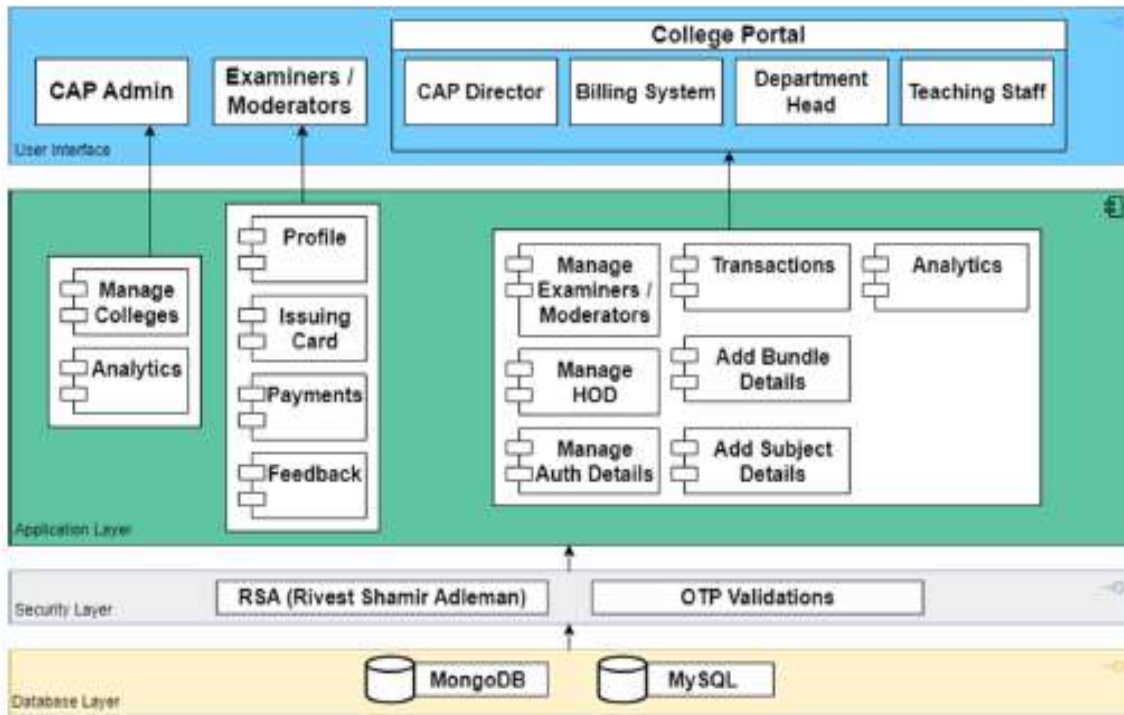 College Portal
CAP Admin
Examiners /
Moderators
CAP Director
Billing System
Department
Head
Teaching Staff
User Interface
Manage
Colleges
Analytics
Profile
Issuing
Card
Payments
Feedback
Manage
Examiners /
Moderators
Transactions
Analytics
Manage
HOD
Add Bundle
Details
Manage
Auth Details
Add Subject
Details
Application Layer
RSA (Rivest Shamir Adleman)
OTP Validations
Security Layer
MongoDB
MySQL
Database Layer